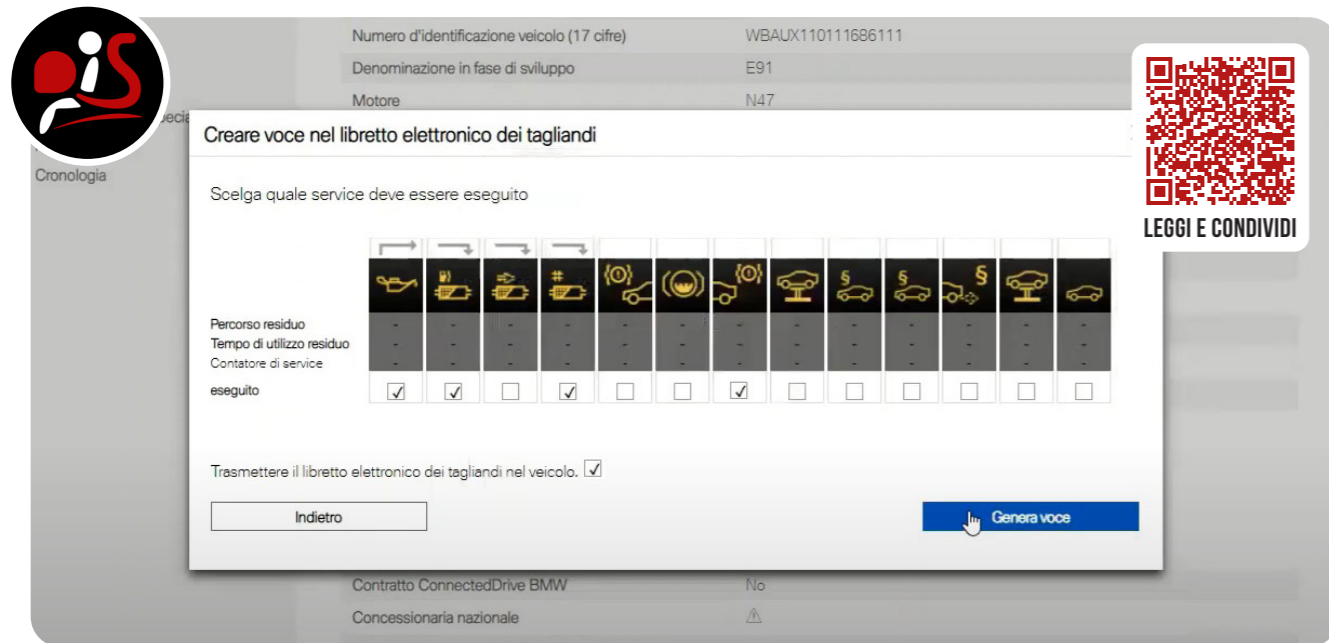 Numero d'identificazione veicolo (17 cifre) WBAUX110111686111
Denominazione in fase di sviluppo E91
Motore N47
Creare voce nel libretto elettronico dei tagliandi
Cronologia
Scelga quale service deve essere eseguito
LEGGI E CONDIVIDI
Percorso residuo - - - - - - - - - - - - -
Tempo di utilizzo residuo - - - - - - - - - - - - -
Contatore di service - - - - - - - - - - - - -
eseguito
Trasmettere il libretto elettronico dei tagliandi nel veicolo.
Indietro
Genera voce
Contratto ConnectedDrive BMW No
Concessionaria nazionale